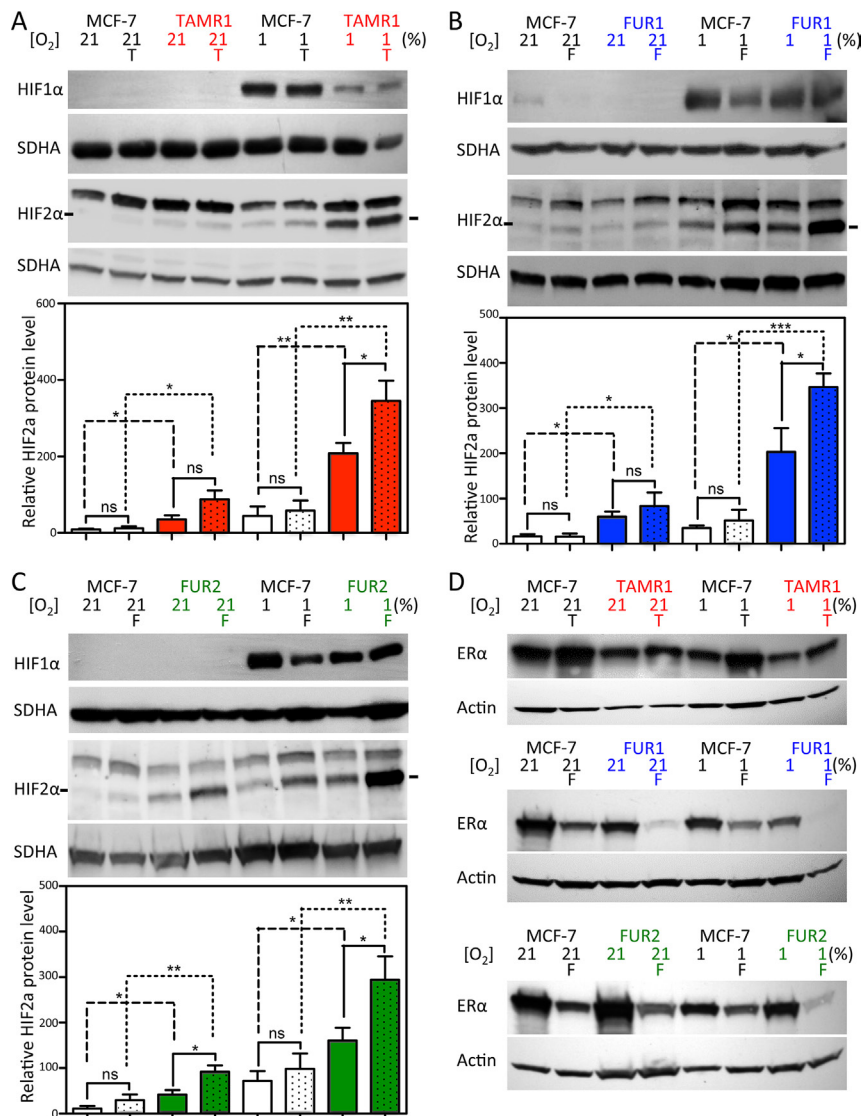 A
MCF-7 TAMR1 MCF-7 TAMR1
[O₂] 21 21 21 21 1 1 1 1 (%)
T T T T
HIF1α
SDHA
HIF2α
SDHA
Relative HIF2a protein level
600
400
200
0
ns * ns * ns ** * **
B
MCF-7 FUR1 MCF-7 FUR1
[O₂] 21 21 21 21 1 1 1 1 (%)
F F F F
HIF1α
SDHA
HIF2α
SDHA
Relative HIF2a protein level
500
400
300
200
100
0
ns * ns * ns * * ***
C
MCF-7 FUR2 MCF-7 FUR2
[O₂] 21 21 21 21 1 1 1 1 (%)
F F F F
HIF1α
SDHA
HIF2α
SDHA
Relative HIF2a protein level
500
400
300
200
100
0
ns * * ** ns * * **
D
MCF-7 TAMR1 MCF-7 TAMR1
[O₂] 21 21 21 21 1 1 1 1 (%)
T T T T
ERα
Actin
MCF-7 FUR1 MCF-7 FUR1
[O₂] 21 21 21 21 1 1 1 1 (%)
F F F F
ERα
Actin
MCF-7 FUR2 MCF-7 FUR2
[O₂] 21 21 21 21 1 1 1 1 (%)
F F F F
ERα
Actin